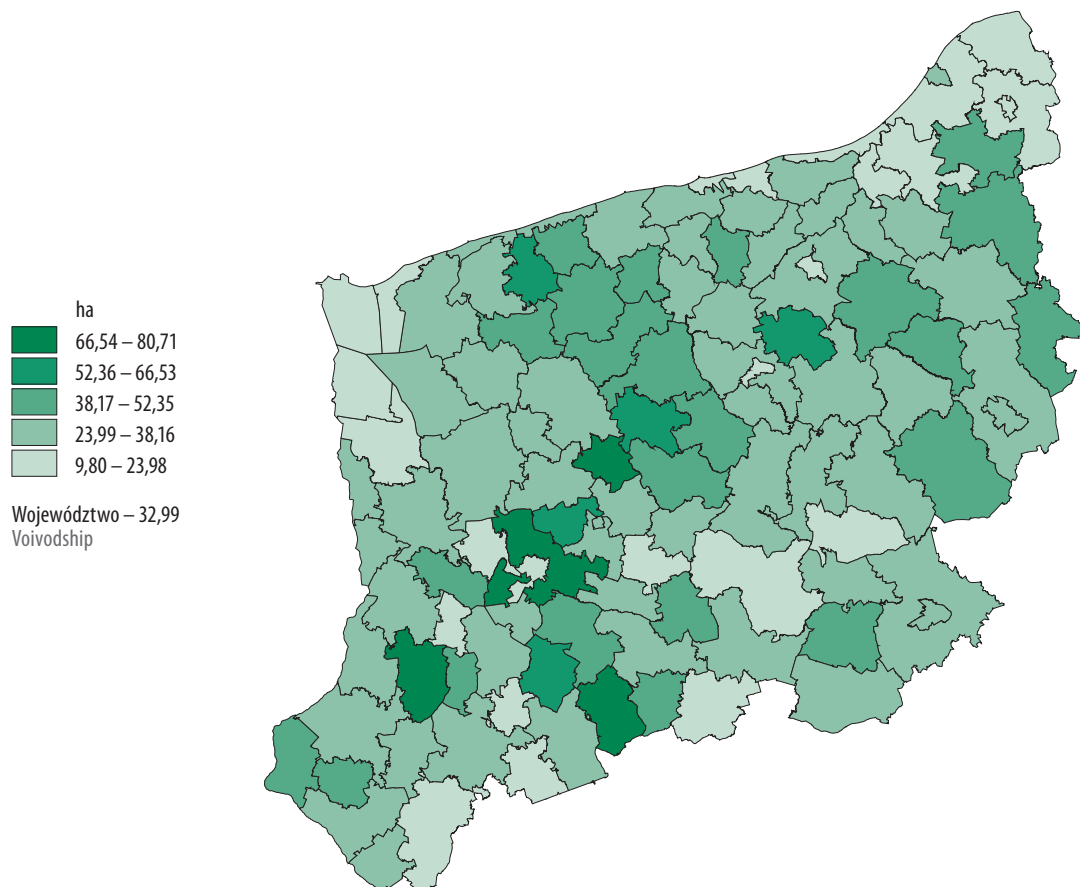 ha
66,54 – 80,71
52,36 – 66,53
38,17 – 52,35
23,99 – 38,16
9,80 – 23,98
Województwo – 32,99
Voivodship